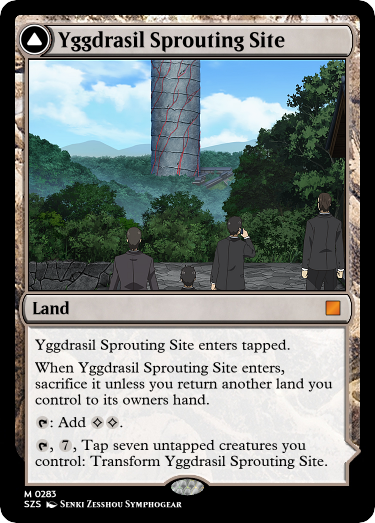 Yggdrasil Sprouting Site
Land
Yggdrasil Sprouting Site enters tapped.
When Yggdrasil Sprouting Site enters,
sacrifice it unless you return another land you
control to its owners hand.
: Add .
, 7, Tap seven untapped creatures you
control: Transform Yggdrasil Sprouting Site.
M 0283
SZS Senki Zesshou Symphogear